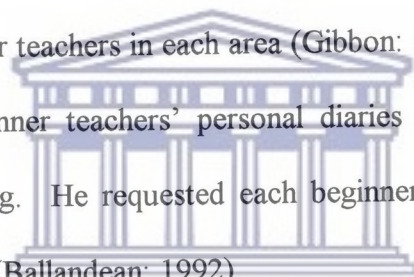 r teachers in each area (Gibbon:
nner teachers' personal diaries
g. He requested each beginner
(Ballandean: 1992)